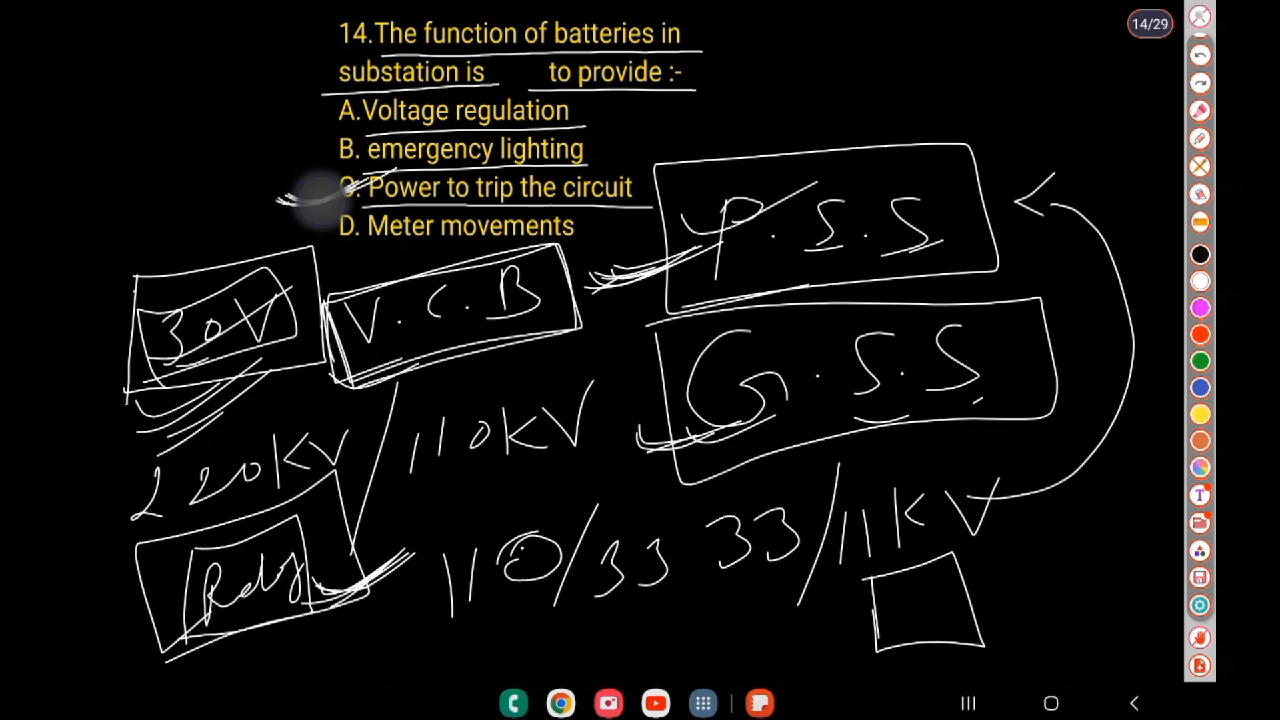 14/29
14.The function of batteries in
substation is to provide :-
A.Voltage regulation
B. emergency lighting
C. Power to trip the circuit
D. Meter movements
P.S.S
30V V.C.B
G.S.S
220KV / 110KV
110/33 33/11KV
Relay